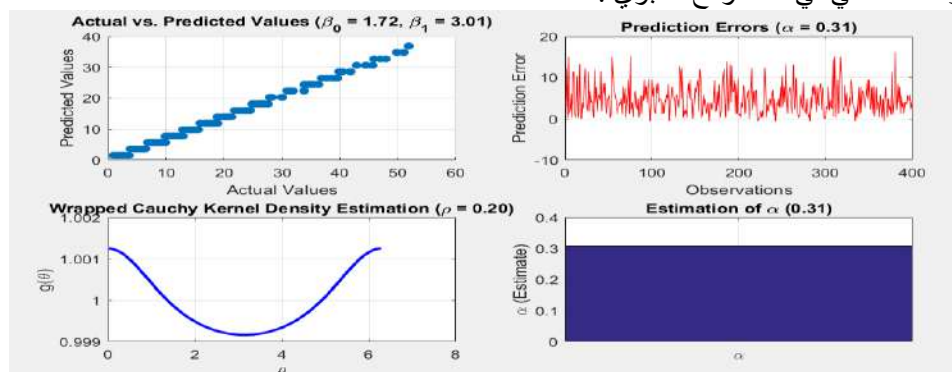 Actual vs. Predicted Values (β₀ = 1.72, β₁ = 3.01)
40
30
20
10
0
Predicted Values
0 10 20 30 40 50 60
Actual Values
Prediction Errors (α = 0.31)
20
10
0
-10
Prediction Error
0 100 200 300 400
Observations
Wrapped Cauchy Kernel Density Estimation (ρ = 0.20)
1.002
1.001
1
0.999
g(θ)
0 2 4 6 8
Estimation of α (0.31)
0.4
0.3
0.2
0.1
0
α (Estimate)
α